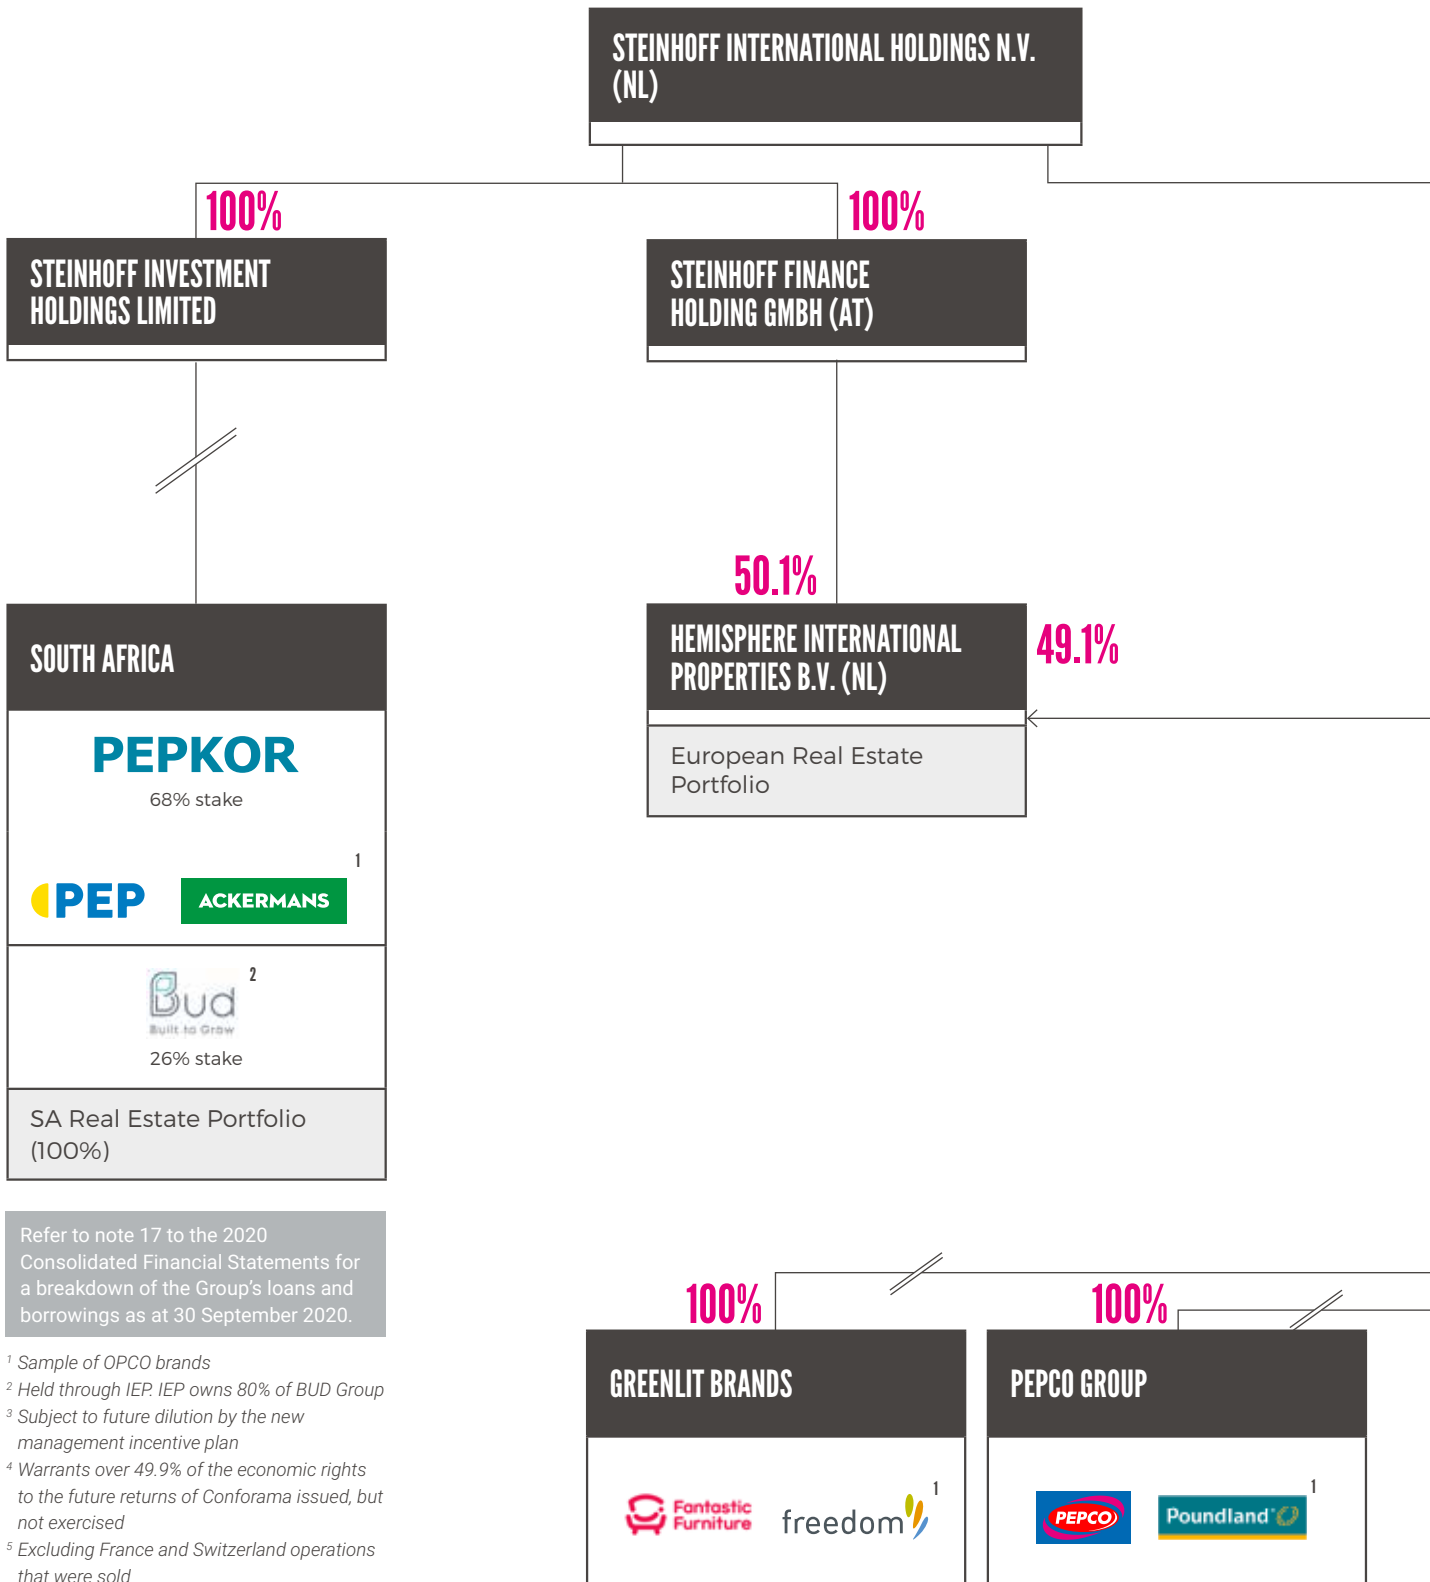 STEINHOFF INTERNATIONAL HOLDINGS N.V.
(NL)
100%
100%
STEINHOFF INVESTMENT
HOLDINGS LIMITED
STEINHOFF FINANCE
HOLDING GMBH (AT)
50.1%
SOUTH AFRICA
HEMISPHERE INTERNATIONAL
PROPERTIES B.V. (NL)
49.1%
European Real Estate
Portfolio
PEPKOR
68% stake
1
PEP
ACKERMANS
2
Bud
Built to Grow
26% stake
SA Real Estate Portfolio
(100%)
Refer to note 17 to the 2020
Consolidated Financial Statements for
a breakdown of the Group's loans and
borrowings as at 30 September 2020.
1 Sample of OPCO brands
2 Held through IEP. IEP owns 80% of BUD Group
3 Subject to future dilution by the new
management incentive plan
4 Warrants over 49.9% of the economic rights
to the future returns of Conforama issued, but
not exercised
5 Excluding France and Switzerland operations
that were sold
100%
100%
GREENLIT BRANDS
PEPCO GROUP
Fantastic
Furniture
freedom
1
PEPCO
Poundland
1